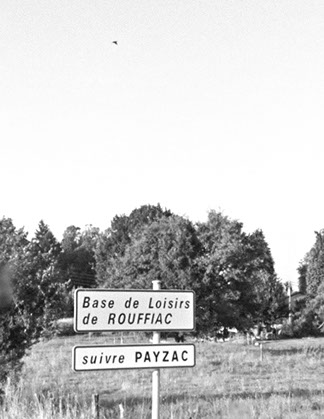 Base de Loisirs
de ROUFFIAC
suivre PAYZAC